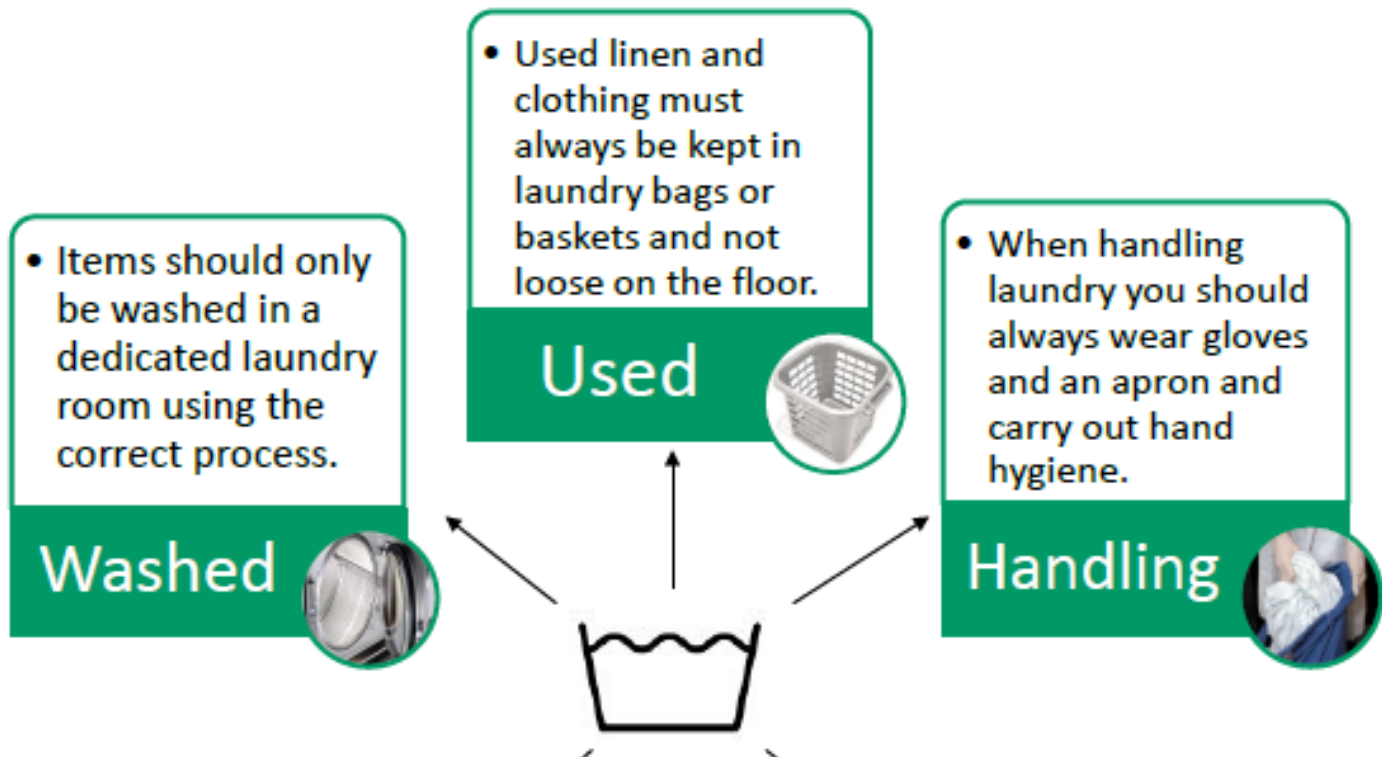 • Items should only
be washed in a
dedicated laundry
room using the
correct process.
Washed
• Used linen and
clothing must
always be kept in
laundry bags or
baskets and not
loose on the floor.
Used
• When handling
laundry you should
always wear gloves
and an apron and
carry out hand
hygiene.
Handling